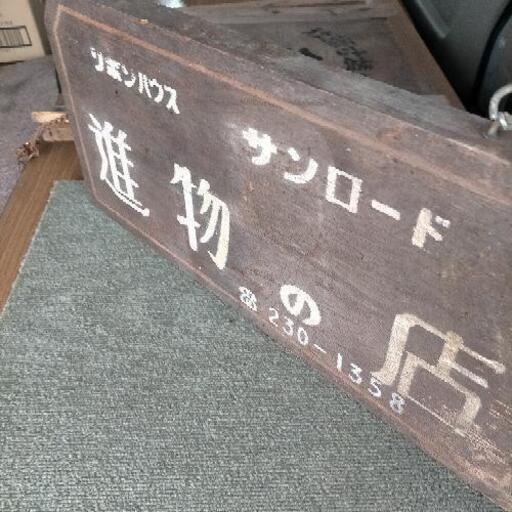 リボンハウス
サンロード
進物の店
☎230-1358